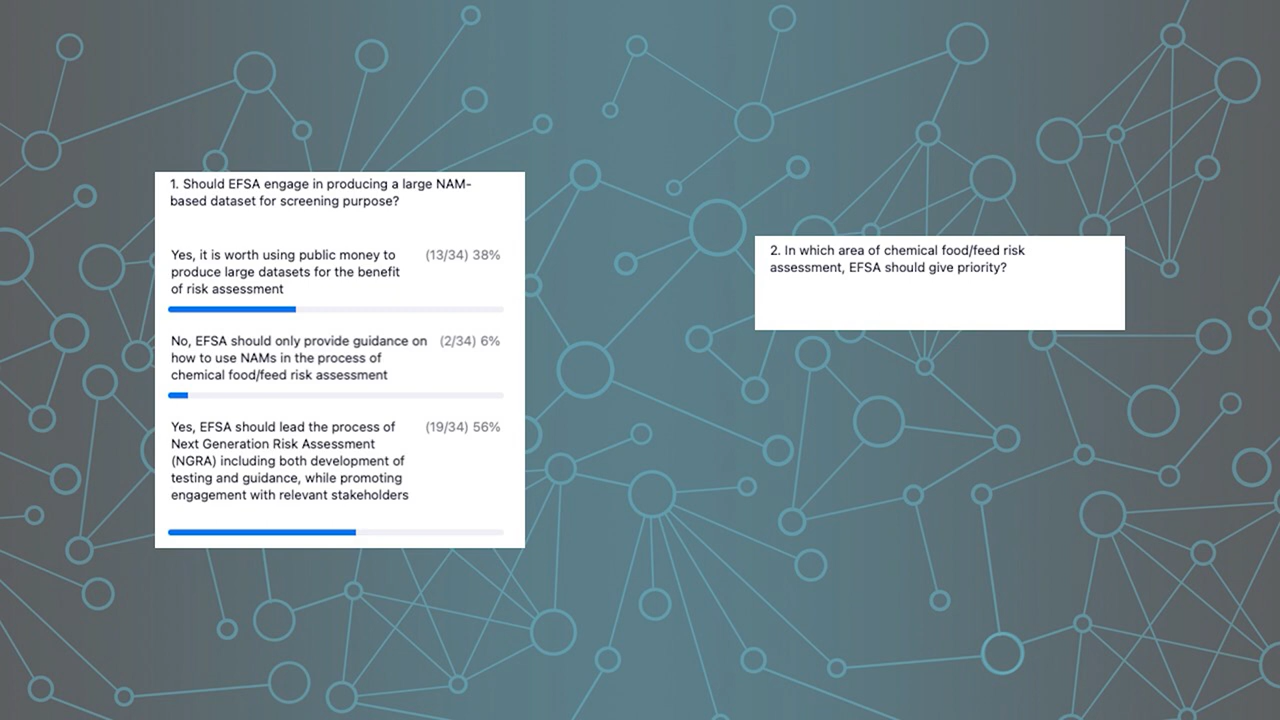 1. Should EFSA engage in producing a large NAM-
based dataset for screening purpose?
Yes, it is worth using public money to (13/34) 38%
produce large datasets for the benefit
of risk assessment
No, EFSA should only provide guidance on (2/34) 6%
how to use NAMs in the process of
chemical food/feed risk assessment
Yes, EFSA should lead the process of (19/34) 56%
Next Generation Risk Assessment
(NGRA) including both development of
testing and guidance, while promoting
engagement with relevant stakeholders
2. In which area of chemical food/feed risk
assessment, EFSA should give priority?